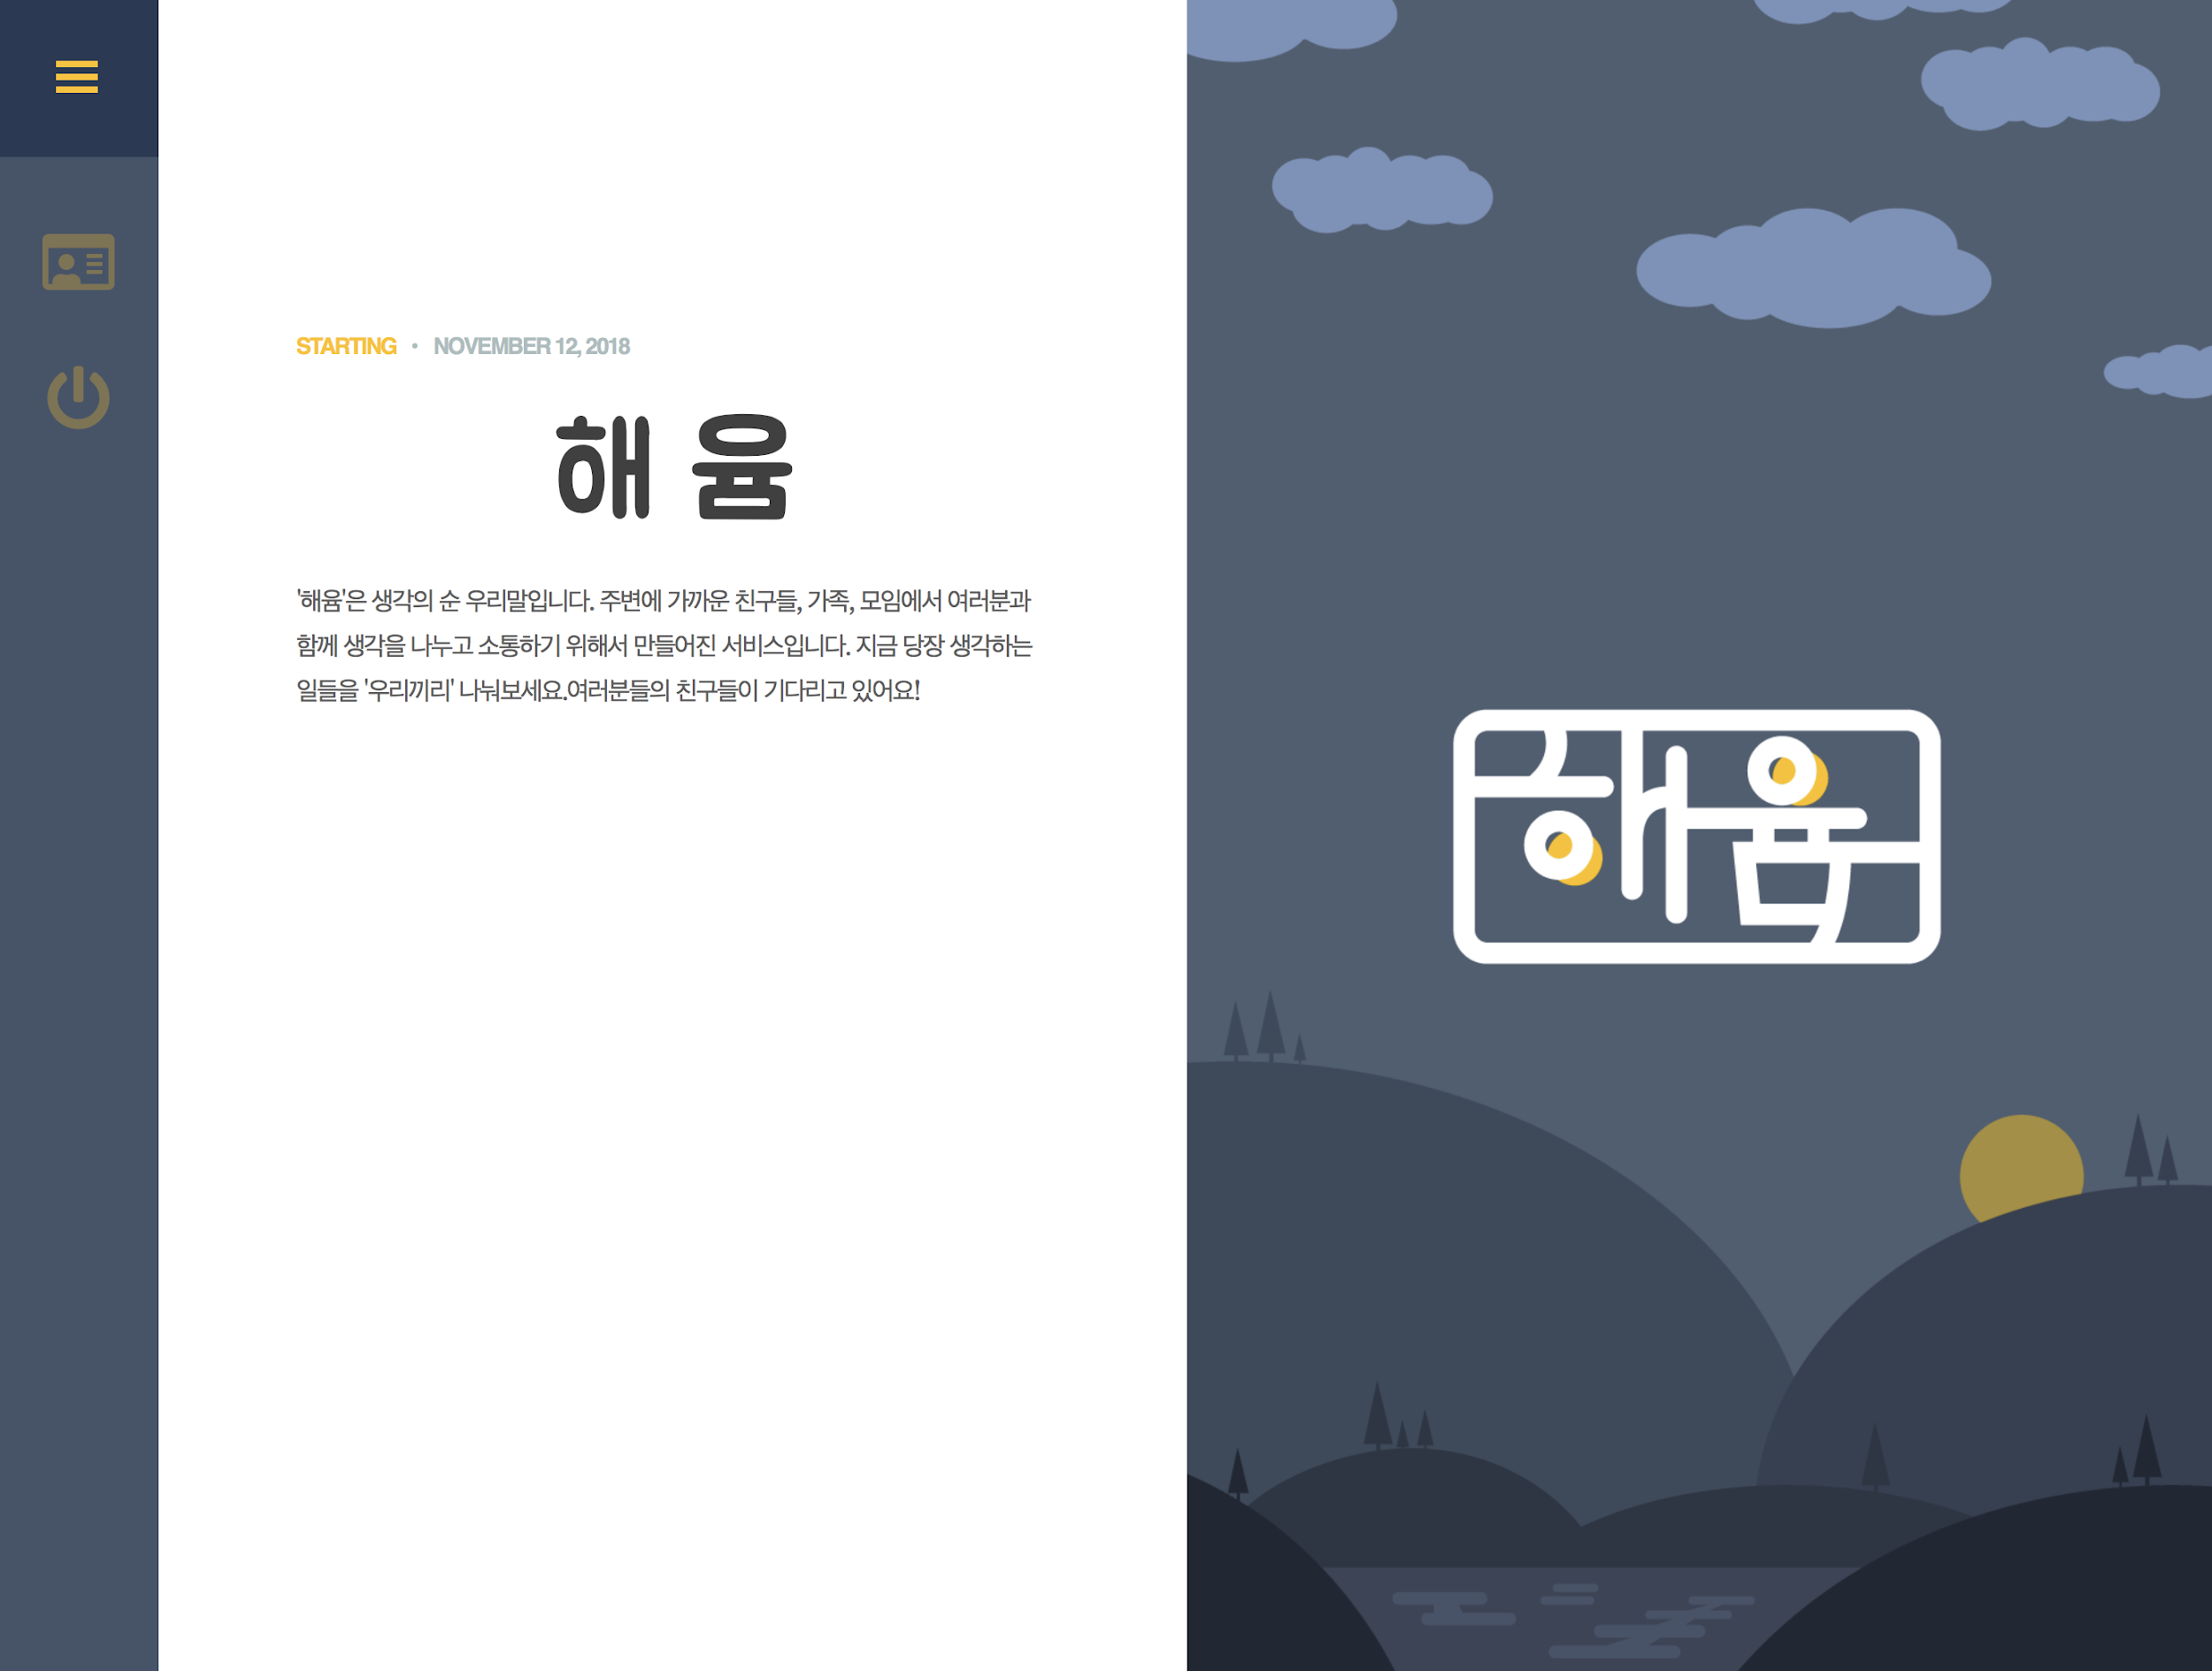 STARTING • NOVEMBER 12, 2018
해 윰
'해윰'은 생각의 순 우리말입니다. 주변에 가까운 친구들, 가족, 모임에서 여러분과
함께 생각을 나누고 소통하기 위해서 만들어진 서비스입니다. 지금 당장 생각하는
일들을 '우리끼리' 나눠보세요.여러분들의 친구들이 기다리고 있어요!
해윰